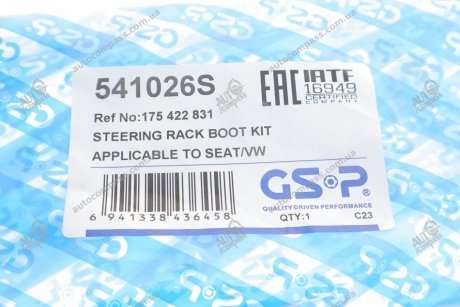 541026S
EAC IATF
16949
CERTIFIED
COMPANY
Ref No:175 422 831
STEERING RACK BOOT KIT
APPLICABLE TO SEAT/VW
GSP
QUALITY DRIVEN PERFORMANCE
6 941338 436458
QTY:1 C23